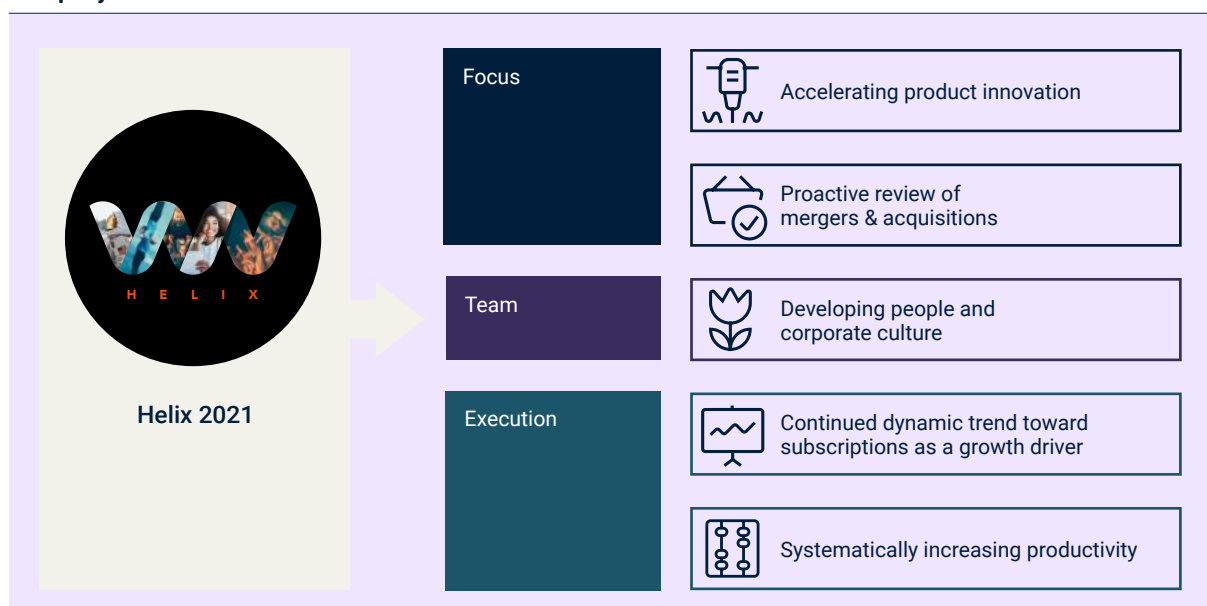 HELIX
Helix 2021
Focus
Accelerating product innovation
Proactive review of
mergers & acquisitions
Team
Developing people and
corporate culture
Execution
Continued dynamic trend toward
subscriptions as a growth driver
Systematically increasing productivity